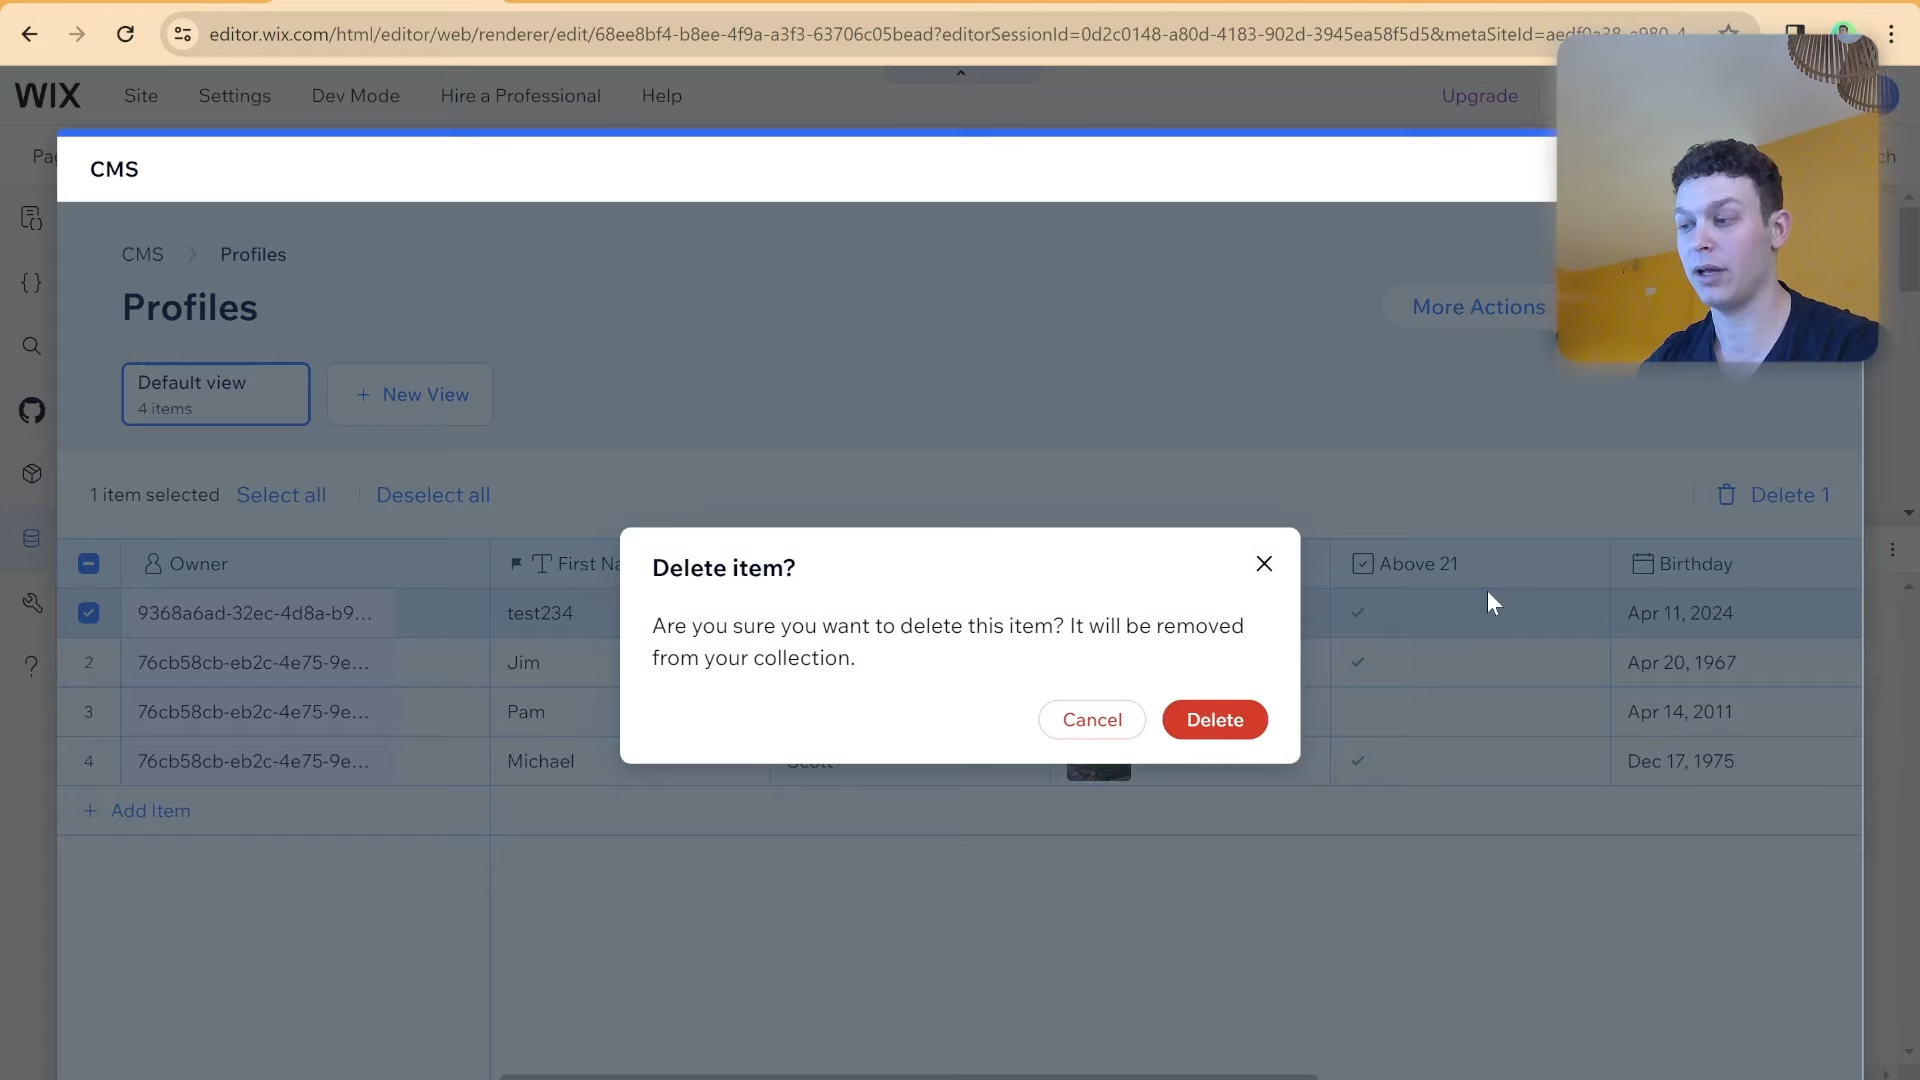 editor.wix.com/html/editor/web/renderer/edit/68ee8bf4-b8ee-4f9a-a3f3-63706c05bead?editorSessionId=0d2c0148-a80d-4183-902d-3945ea58f5d5&metaSiteId=aedf0a38-a980-4
WIX Site Settings Dev Mode Hire a Professional Help Upgrade
CMS
CMS Profiles
Profiles
More Actions
Default view
4 items
+ New View
1 item selected Select all Deselect all Delete 1
Owner First Na Above 21 Birthday
9368a6ad-32ec-4d8a-b9... test234 Apr 11, 2024
2 76cb58cb-eb2c-4e75-9e... Jim Apr 20, 1967
3 76cb58cb-eb2c-4e75-9e... Pam Apr 14, 2011
4 76cb58cb-eb2c-4e75-9e... Michael Scott Dec 17, 1975
+ Add Item
Delete item?
Are you sure you want to delete this item? It will be removed
from your collection.
Cancel Delete